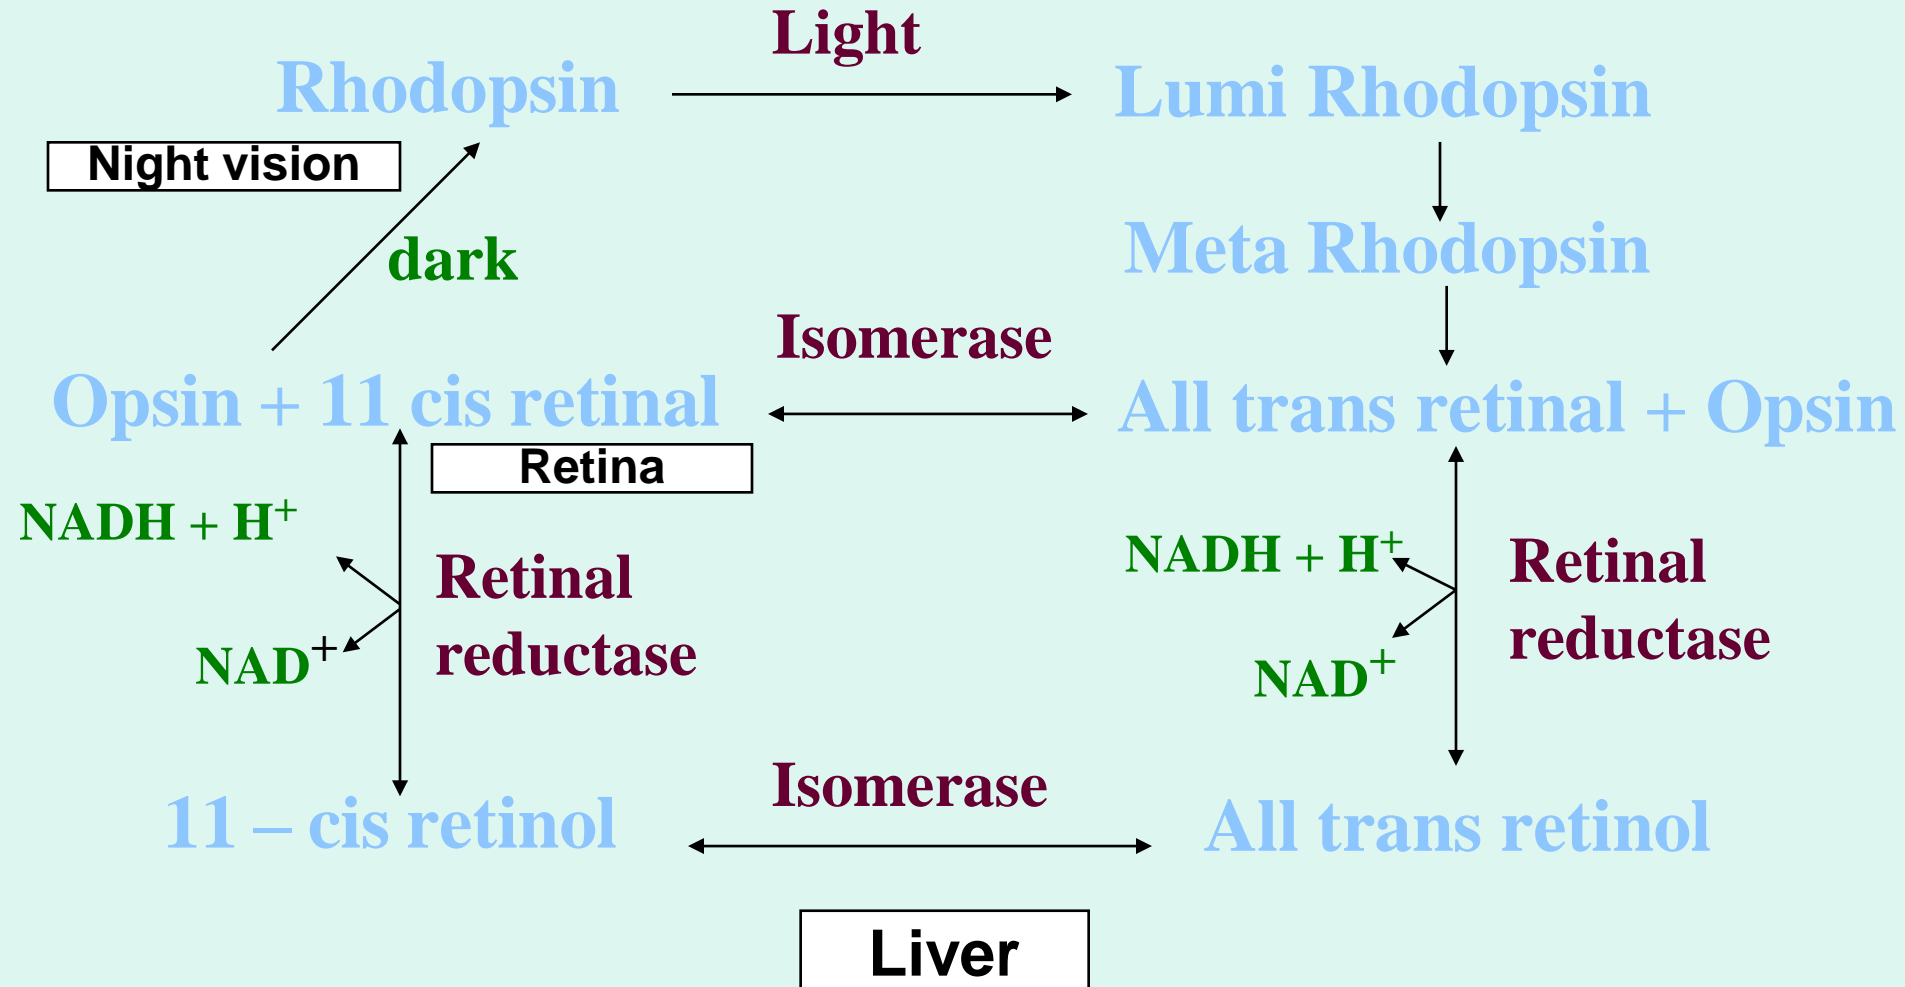 Light
Rhodopsin
Lumi Rhodopsin
Night vision
dark
Meta Rhodopsin
Isomerase
Opsin + 11 cis retinal
All trans retinal + Opsin
Retina
NADH + H⁺
Retinal
reductase
NAD⁺
NADH + H⁺
Retinal
reductase
NAD⁺
Isomerase
11 – cis retinol
All trans retinol
Liver